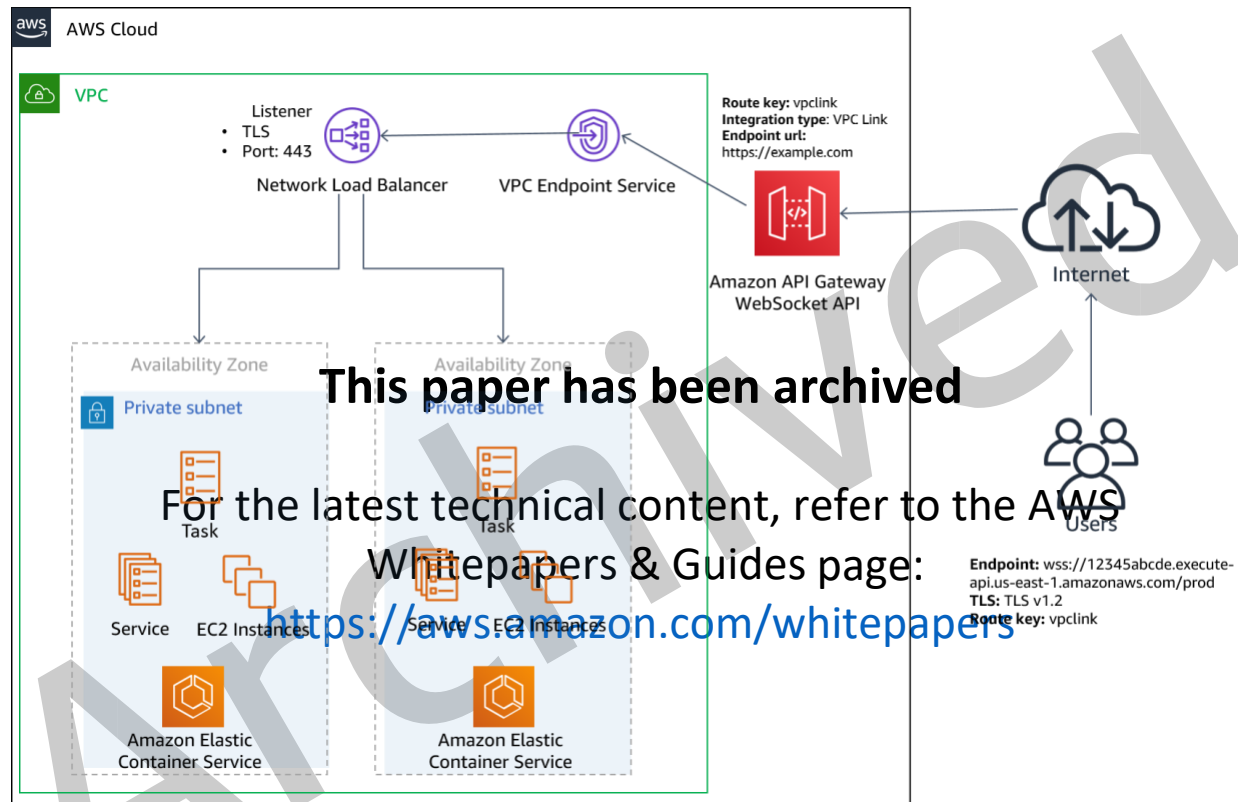 aws
AWS Cloud
VPC
Listener
• TLS
• Port: 443
Network Load Balancer
VPC Endpoint Service
Route key: vpclink
Integration type: VPC Link
Endpoint url:
https://example.com
Amazon API Gateway
WebSocket API
Internet
Availability Zone
Availability Zone
This paper has been archived
Private subnet
Private subnet
For the latest technical content, refer to the AWS
Task
Task
Users
Whitepapers & Guides page:
Endpoint: wss://12345abcde.execute-
api.us-east-1.amazonaws.com/prod
TLS: TLS v1.2
Route key: vpclink
https://aws.amazon.com/whitepapers
Service
EC2 Instances
Service
EC2 Instances
Amazon Elastic
Container Service
Amazon Elastic
Container Service
Archived